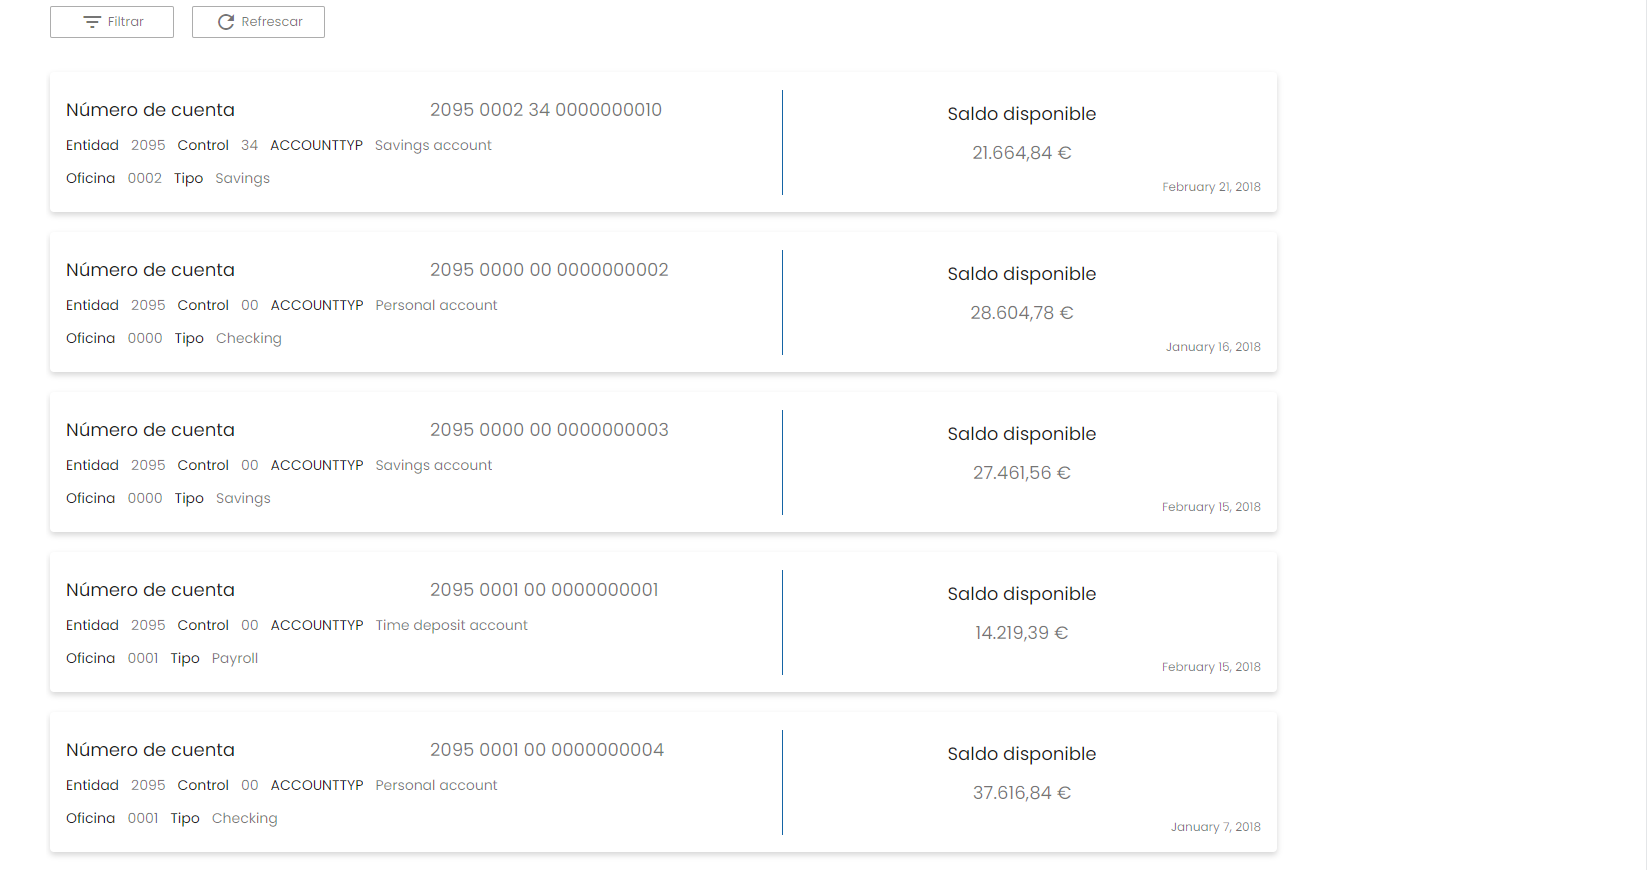 Filtrar Refrescar
Número de cuenta 2095 0002 34 0000000010
Entidad 2095 Control 34 ACCOUNTTYP Savings account
Oficina 0002 Tipo Savings
Saldo disponible
21.664,84 €
February 21, 2018
Número de cuenta 2095 0000 00 0000000002
Entidad 2095 Control 00 ACCOUNTTYP Personal account
Oficina 0000 Tipo Checking
Saldo disponible
28.604,78 €
January 16, 2018
Número de cuenta 2095 0000 00 0000000003
Entidad 2095 Control 00 ACCOUNTTYP Savings account
Oficina 0000 Tipo Savings
Saldo disponible
27.461,56 €
February 15, 2018
Número de cuenta 2095 0001 00 0000000001
Entidad 2095 Control 00 ACCOUNTTYP Time deposit account
Oficina 0001 Tipo Payroll
Saldo disponible
14.219,39 €
February 15, 2018
Número de cuenta 2095 0001 00 0000000004
Entidad 2095 Control 00 ACCOUNTTYP Personal account
Oficina 0001 Tipo Checking
Saldo disponible
37.616,84 €
January 7, 2018